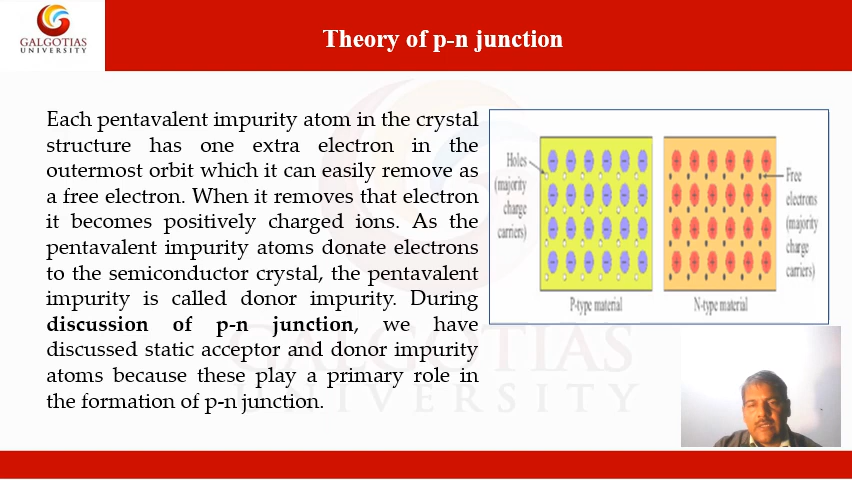 GALGOTIAS
UNIVERSITY
Theory of p-n junction
Each pentavalent impurity atom in the crystal
structure has one extra electron in the
outermost orbit which it can easily remove as
a free electron. When it removes that electron
it becomes positively charged ions. As the
pentavalent impurity atoms donate electrons
to the semiconductor crystal, the pentavalent
impurity is called donor impurity. During
discussion of p-n junction, we have
discussed static acceptor and donor impurity
atoms because these play a primary role in
the formation of p-n junction.
Holes
(majority
charge
carriers)
Free
electrons
(majority
charge
carriers)
P-type material
N-type material
GALGOTIAS
UNIVERSITY